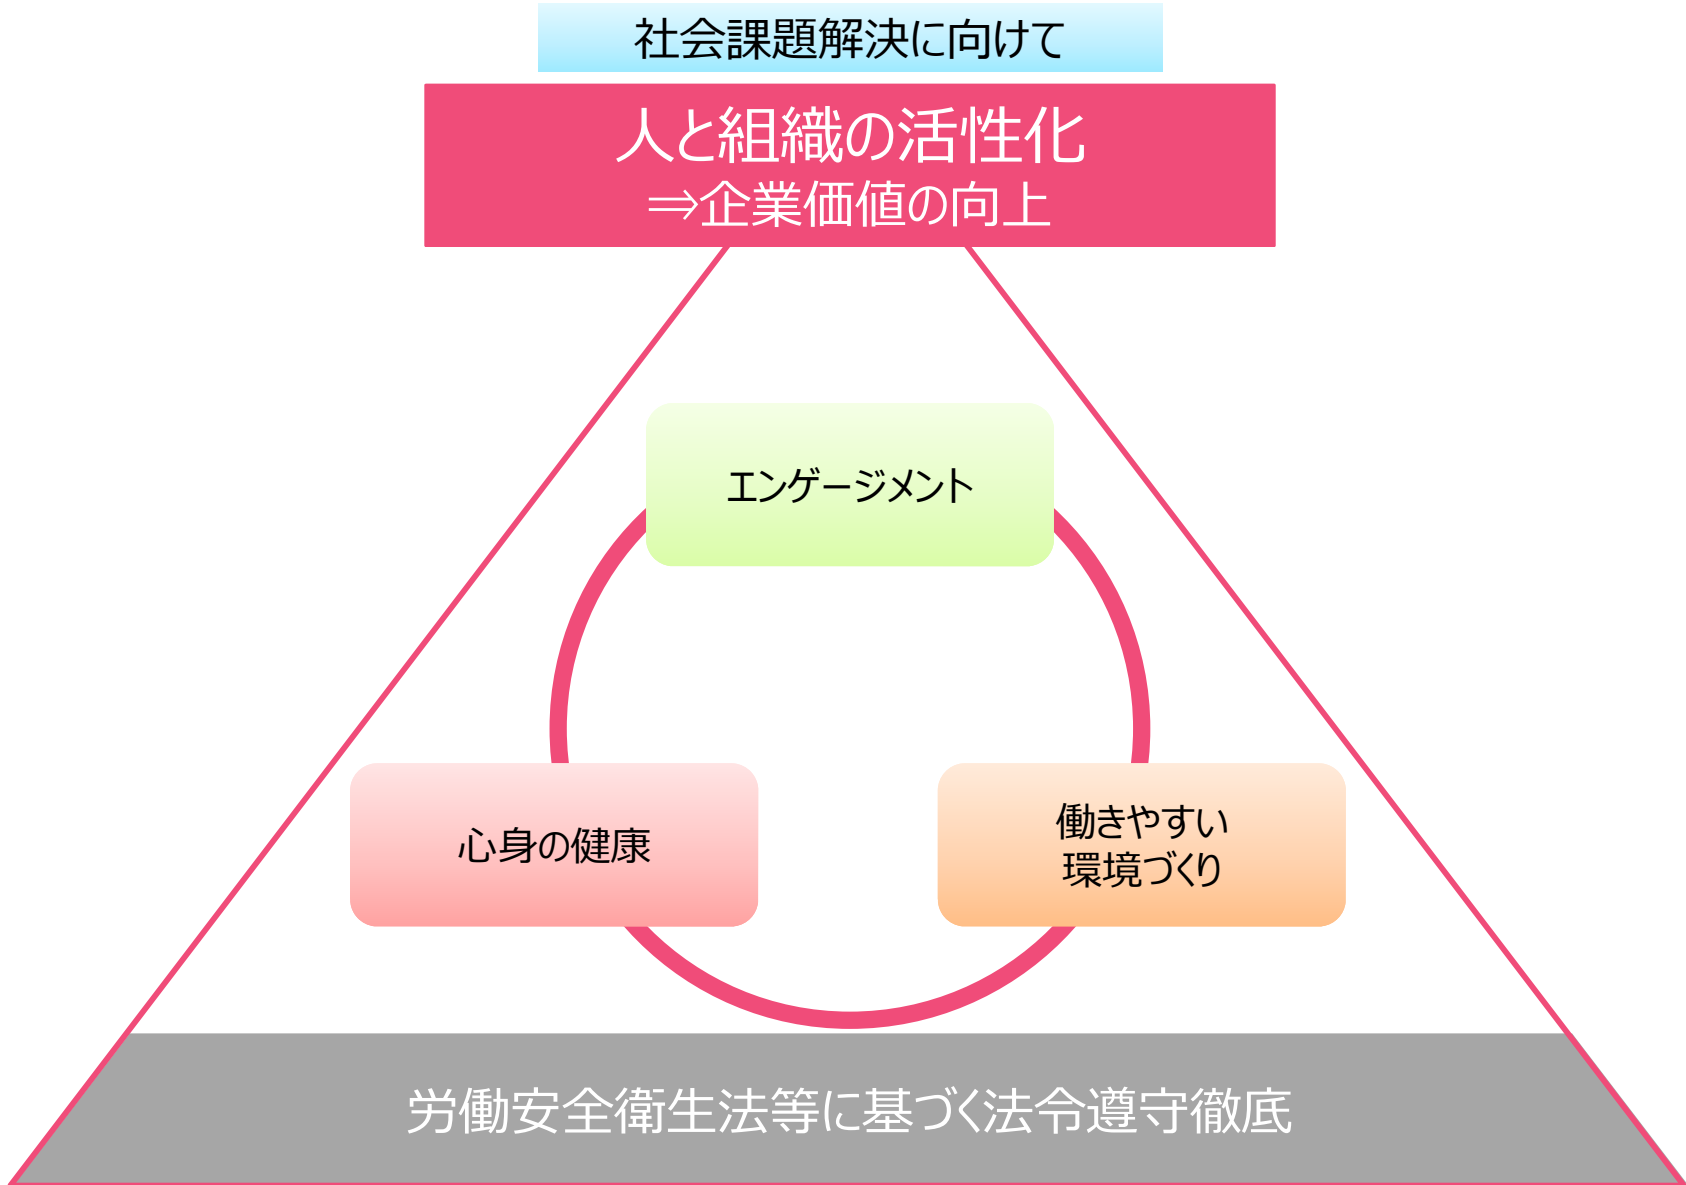 社会課題解決に向けて
人と組織の活性化
⇒企業価値の向上
エンゲージメント
心身の健康
働きやすい
環境づくり
労働安全衛生法等に基づく法令遵守徹底